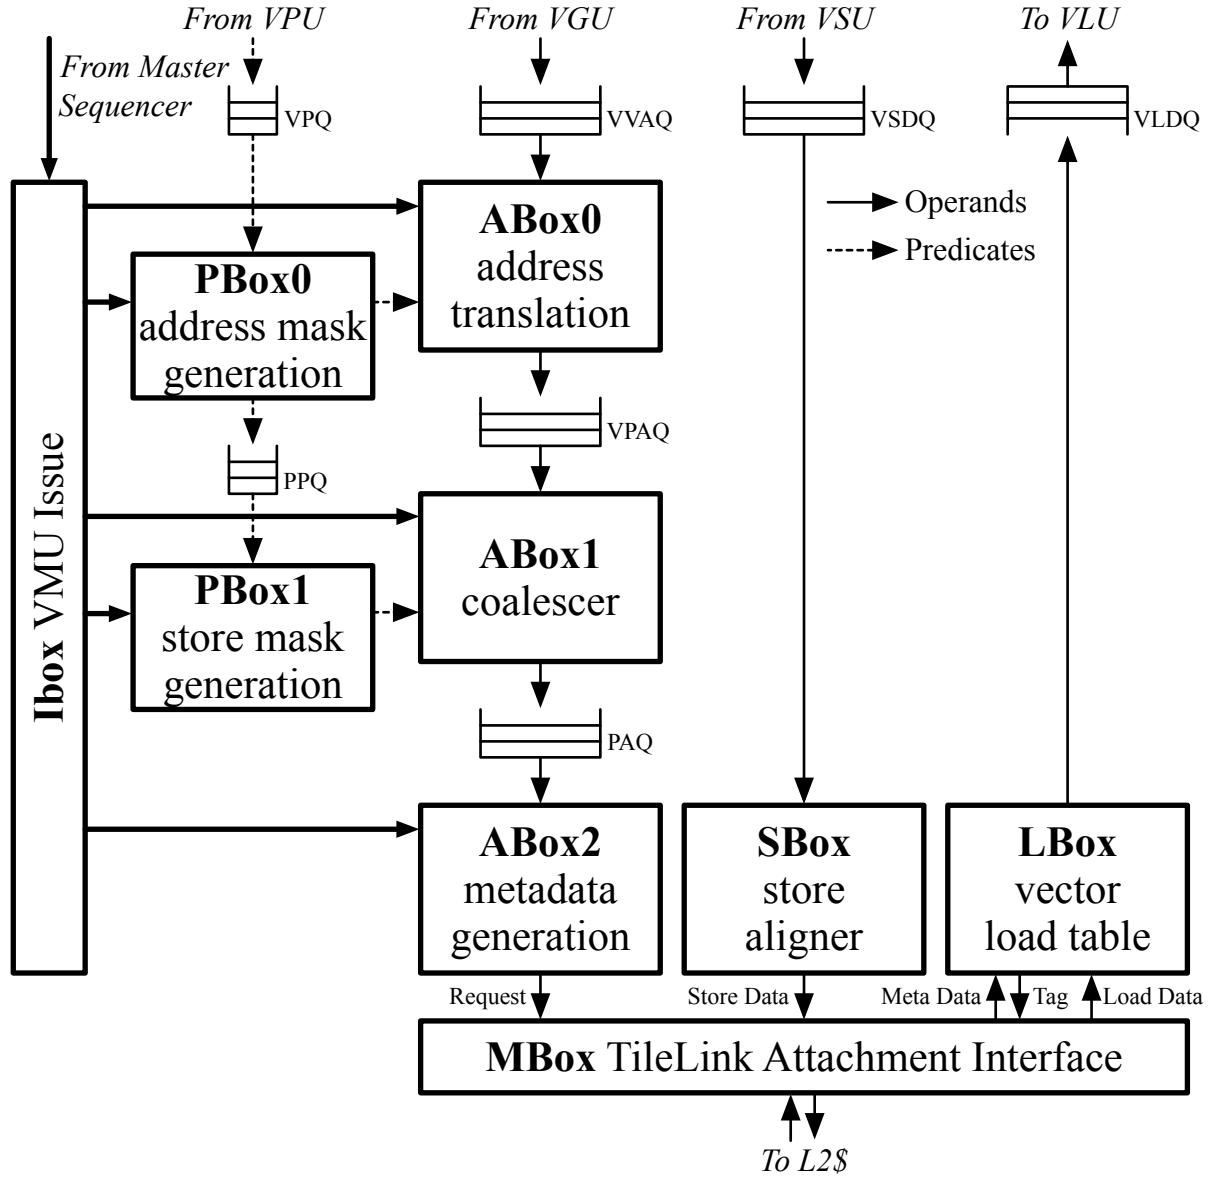 From VPU
From VGU
From VSU
To VLU
From Master
Sequencer
VPQ
VVAQ
VSDQ
VLDQ
Operands
Predicates
ABox0
address
translation
PBox0
address mask
generation
VPAQ
PPQ
Ibox VMU Issue
ABox1
coalescer
PBox1
store mask
generation
PAQ
ABox2
metadata
generation
SBox
store
aligner
LBox
vector
load table
Request
Store Data
Meta Data
Tag
Load Data
MBox TileLink Attachment Interface
To L2$